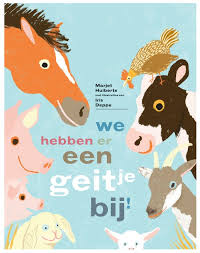 Marjet
Huiberts
met illustraties van
Iris
Deppe
we
hebben er
een
geitje
bij!